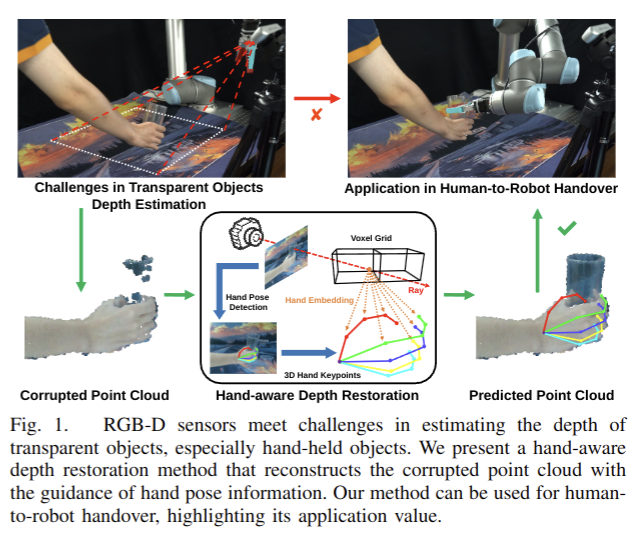 Challenges in Transparent Objects
Depth Estimation
Application in Human-to-Robot Handover
Voxel Grid
Ray
Hand Embedding
Hand Pose
Detection
3D Hand Keypoints
Corrupted Point Cloud
Hand-aware Depth Restoration
Predicted Point Cloud
Fig. 1. RGB-D sensors meet challenges in estimating the depth of
transparent objects, especially hand-held objects. We present a hand-aware
depth restoration method that reconstructs the corrupted point cloud with
the guidance of hand pose information. Our method can be used for human-
to-robot handover, highlighting its application value.